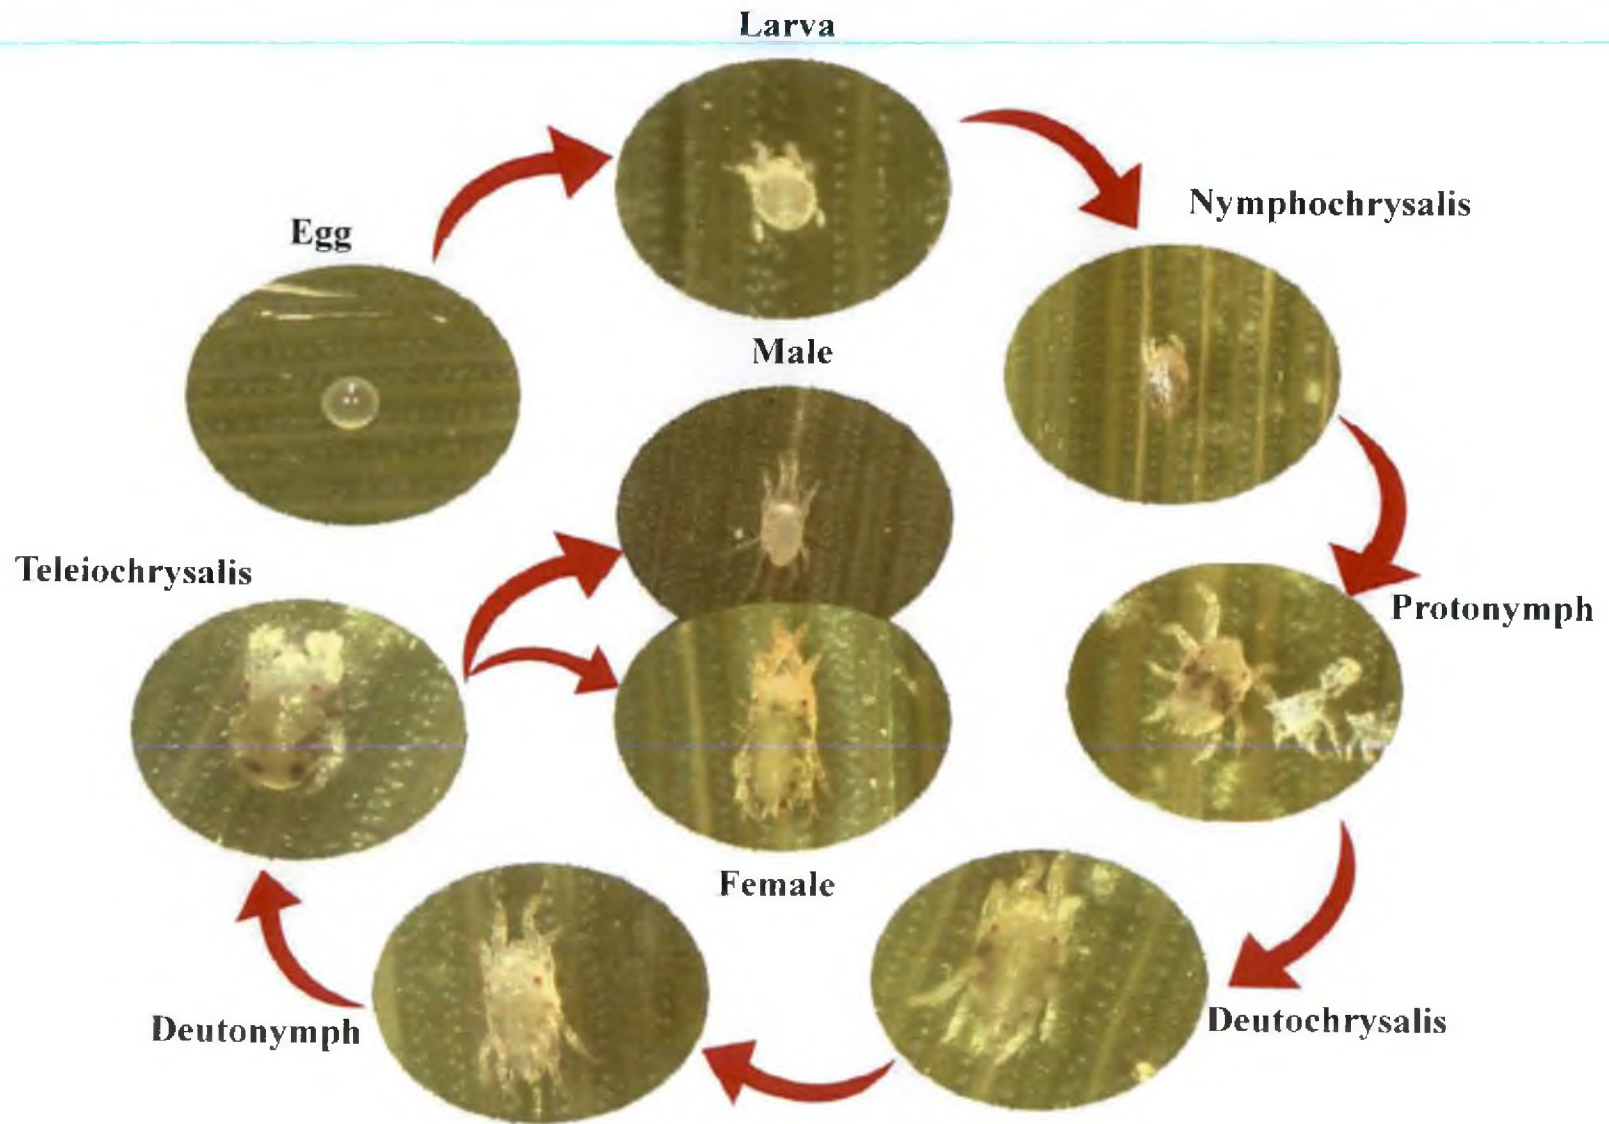 Larva
Nymphochrysalis
Egg
Male
Teleiochrysalis
Protonymph
Female
Deutonymph
Deutochrysalis